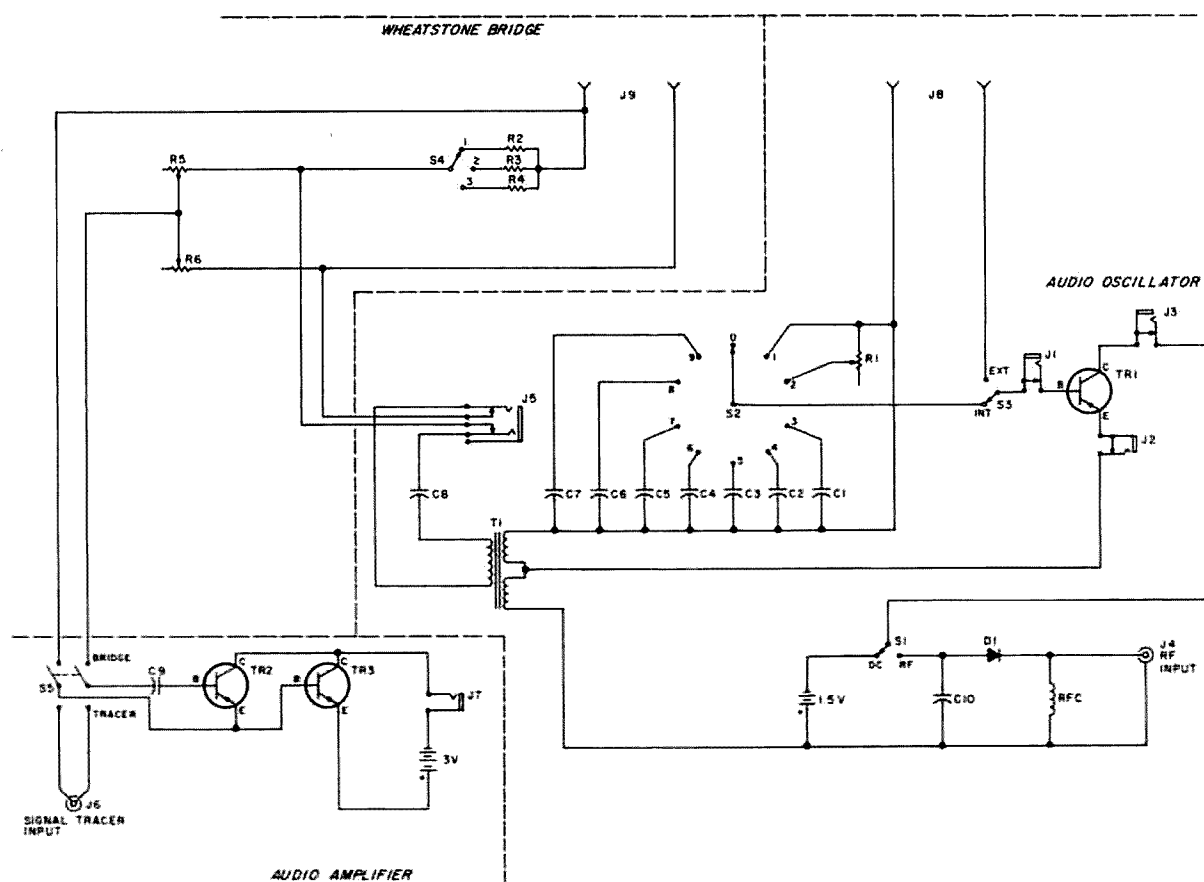 WHEATSTONE BRIDGE
J9
J8
R2
1
S4
2
R3
R4
3
R5
R6
AUDIO OSCILLATOR
J3
0
9
1
R1
J1
EXT
C
TR1
8
2
B
J5
S2
INT
S3
E
7
3
J2
6
5
4
C8
C7
C6
C5
C4
C3
C2
C1
T1
S1
D1
J4
RF
INPUT
DC
RF
BRIDGE
C9
C
TR2
C
TR3
B
B
S5
E
E
J7
1.5V
C10
RFC
TRACER
3V
J6
SIGNAL TRACER
INPUT
AUDIO AMPLIFIER